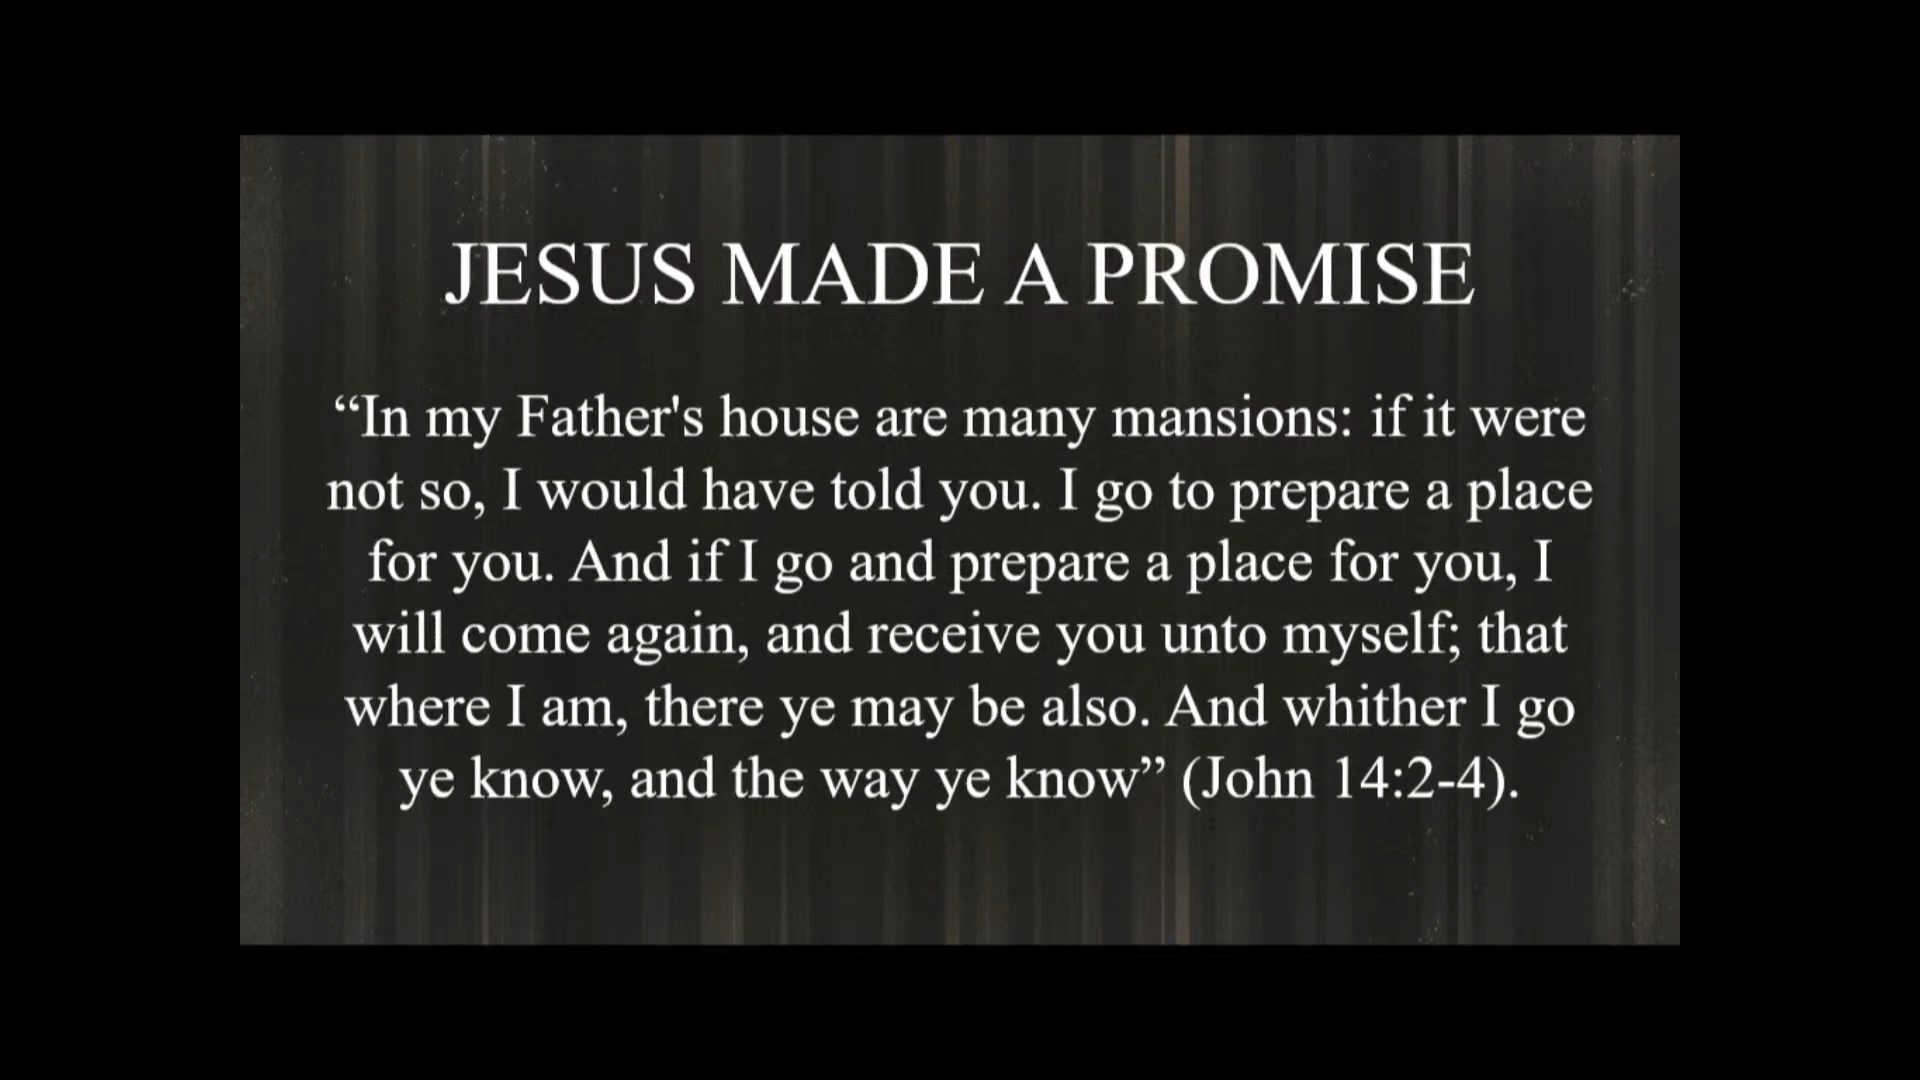 JESUS MADE A PROMISE
“In my Father's house are many mansions: if it were
not so, I would have told you. I go to prepare a place
for you. And if I go and prepare a place for you, I
will come again, and receive you unto myself; that
where I am, there ye may be also. And whither I go
ye know, and the way ye know” (John 14:2-4).